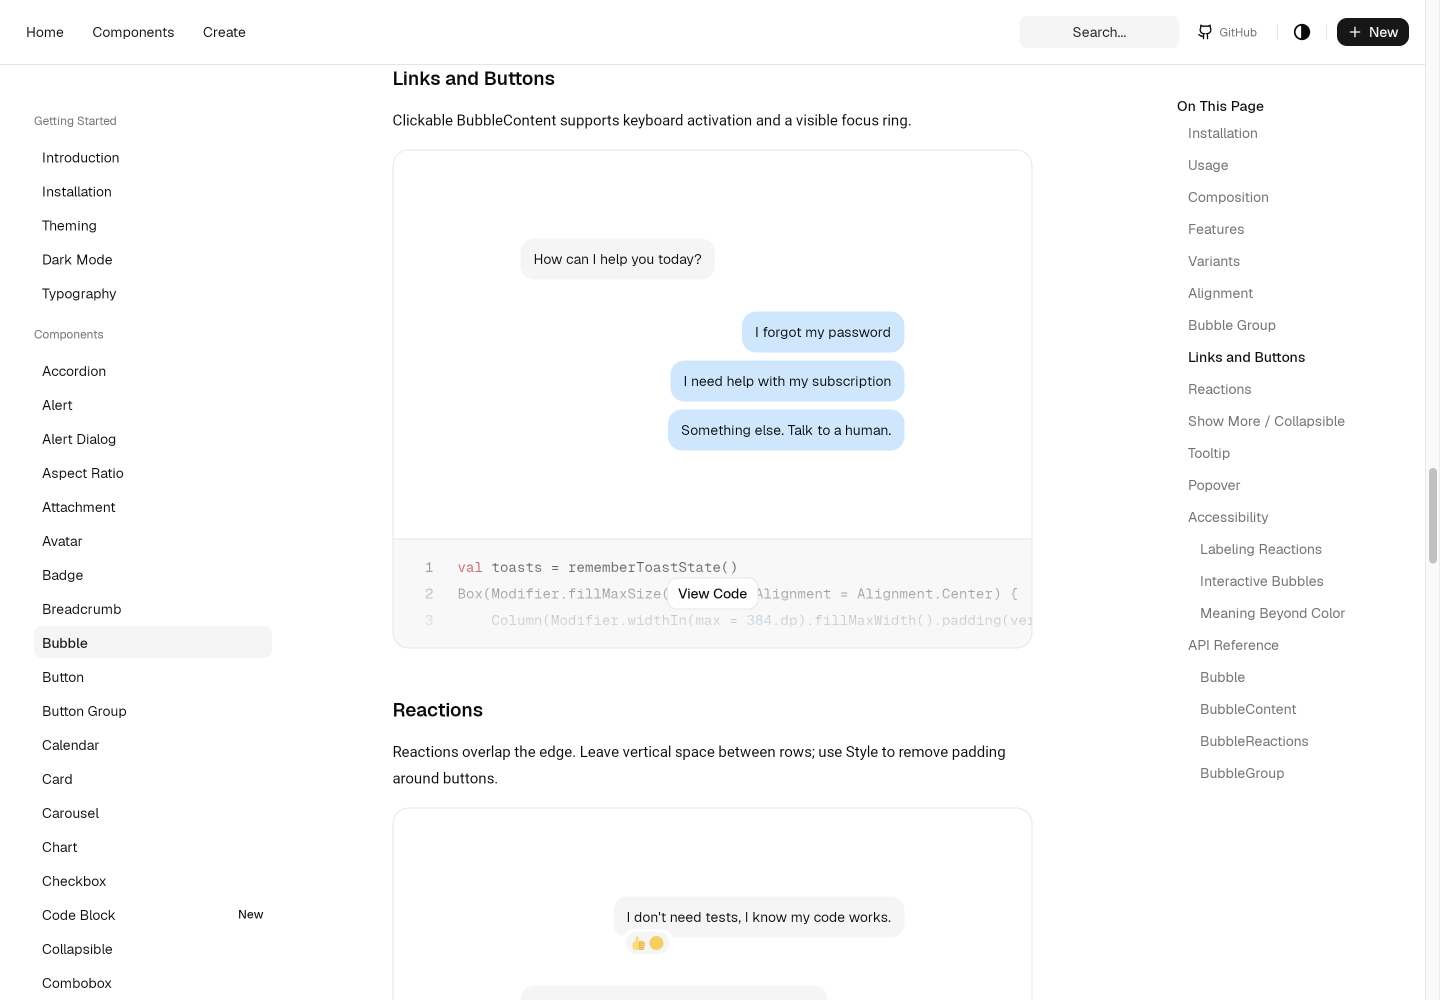 Home
Components
Create
Search...
GitHub
New
Getting Started
Introduction
Installation
Theming
Dark Mode
Typography
Components
Accordion
Alert
Alert Dialog
Aspect Ratio
Attachment
Avatar
Badge
Breadcrumb
Bubble
Button
Button Group
Calendar
Card
Carousel
Chart
Checkbox
Code Block
New
Collapsible
Combobox
Links and Buttons
Clickable BubbleContent supports keyboard activation and a visible focus ring.
How can I help you today?
I forgot my password
I need help with my subscription
Something else. Talk to a human.
1 val toasts = rememberToastState()
2 Box(Modifier.fillMaxSize( Alignment = Alignment.Center) {
View Code
3 Column(Modifier.widthIn(max = 384.dp).fillMaxWidth().padding(ver
Reactions
Reactions overlap the edge. Leave vertical space between rows; use Style to remove padding
around buttons.
I don't need tests, I know my code works.
On This Page
Installation
Usage
Composition
Features
Variants
Alignment
Bubble Group
Links and Buttons
Reactions
Show More / Collapsible
Tooltip
Popover
Accessibility
Labeling Reactions
Interactive Bubbles
Meaning Beyond Color
API Reference
Bubble
BubbleContent
BubbleReactions
BubbleGroup